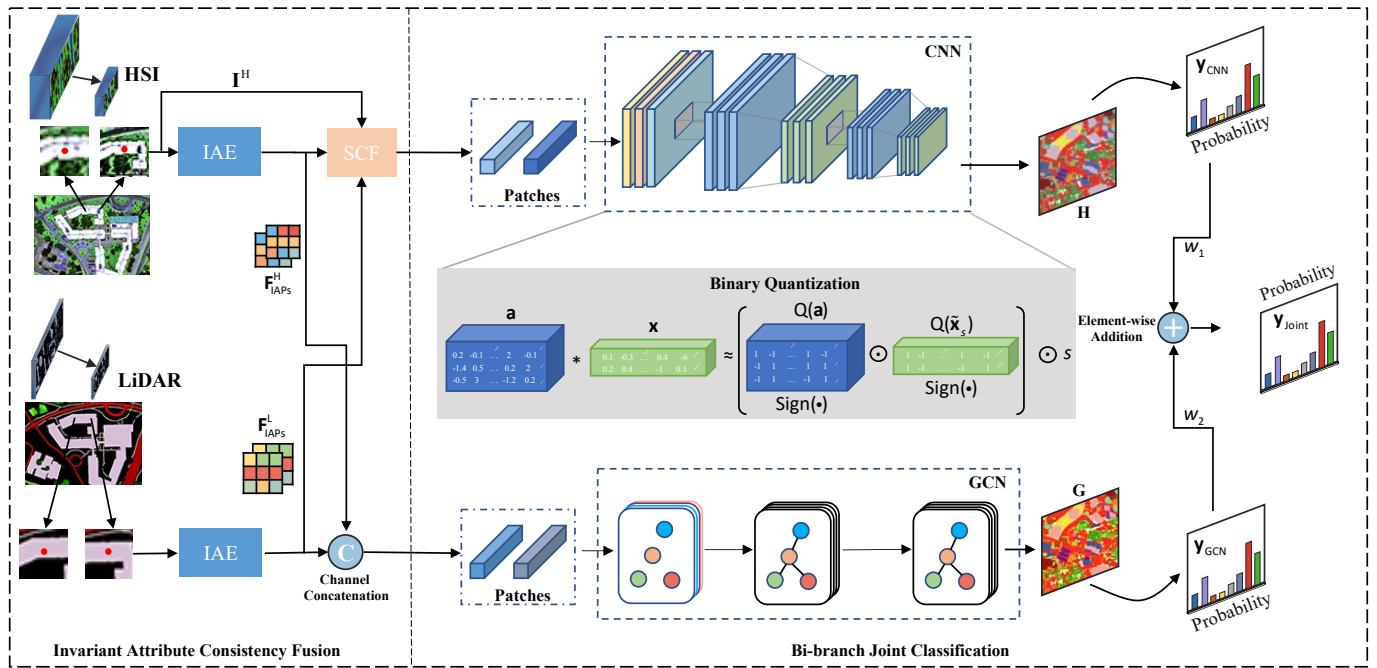 HSI
I^H
IAE
SCF
F^H_IAPs
LiDAR
F^L_IAPs
IAE
C
Channel
Concatenation
Invariant Attribute Consistency Fusion
Patches
CNN
H
y_CNN
Probability
Binary Quantization
a
0.2 -0.1 ... 2 -0.1
-1.4 0.5 ... 0.2 2
-0.5 3 ... -1.2 0.2
*
x
0.1 -0.3 ... 0.4 -6
0.2 0.4 ... -1 0.1
≈
Q(a)
1 -1 ... 1 -1
-1 1 ... 1 1
-1 1 ... -1 1
Sign(•)
⊙
Q(x̃_s)
1 -1 ... 1 -1
1 1 ... -1 1
Sign(•)
⊙ s
w_1
Element-wise
Addition
+
Probability
y_Joint
w_2
Patches
GCN
G
y_GCN
Probability
Bi-branch Joint Classification